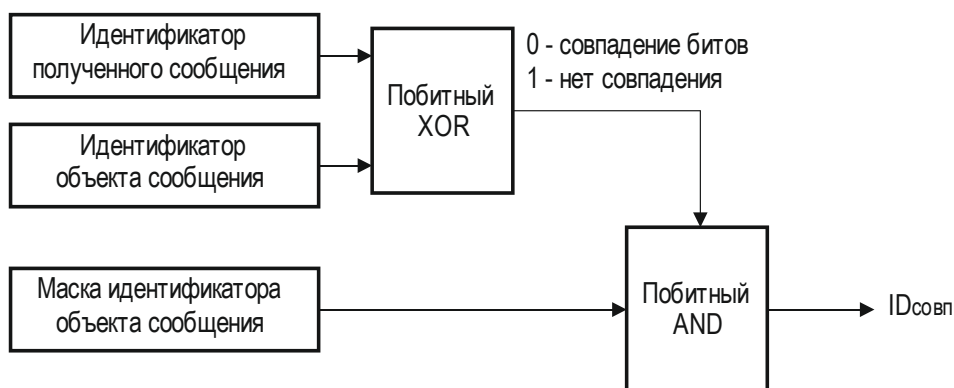 Идентификатор
полученного сообщения
Идентификатор
объекта сообщения
Побитный
XOR
0 - совпадение битов
1 - нет совпадения
Маска идентификатора
объекта сообщения
Побитный
AND
IDсовп